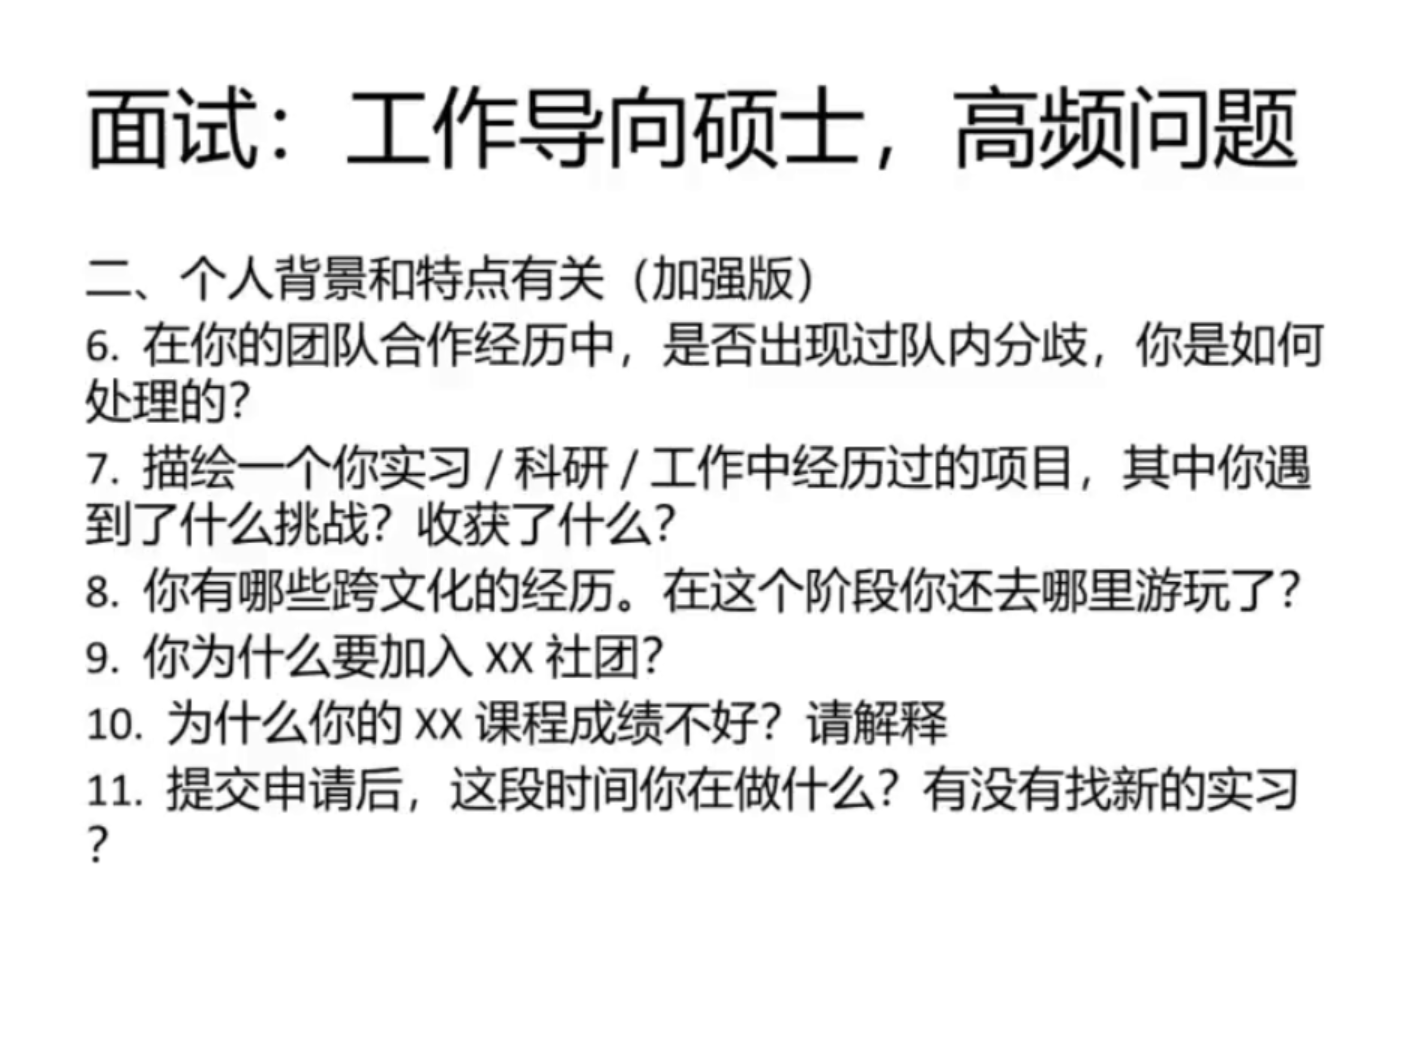 面试：工作导向硕士，高频问题
二、个人背景和特点有关（加强版）
6. 在你的团队合作经历中，是否出现过队内分歧，你是如何
处理的？
7. 描绘一个你实习 / 科研 / 工作中经历过的项目，其中你遇
到了什么挑战？收获了什么？
8. 你有哪些跨文化的经历。在这个阶段你还去哪里游玩了？
9. 你为什么要加入 XX 社团？
10. 为什么你的 XX 课程成绩不好？请解释
11. 提交申请后，这段时间你在做什么？有没有找新的实习
？